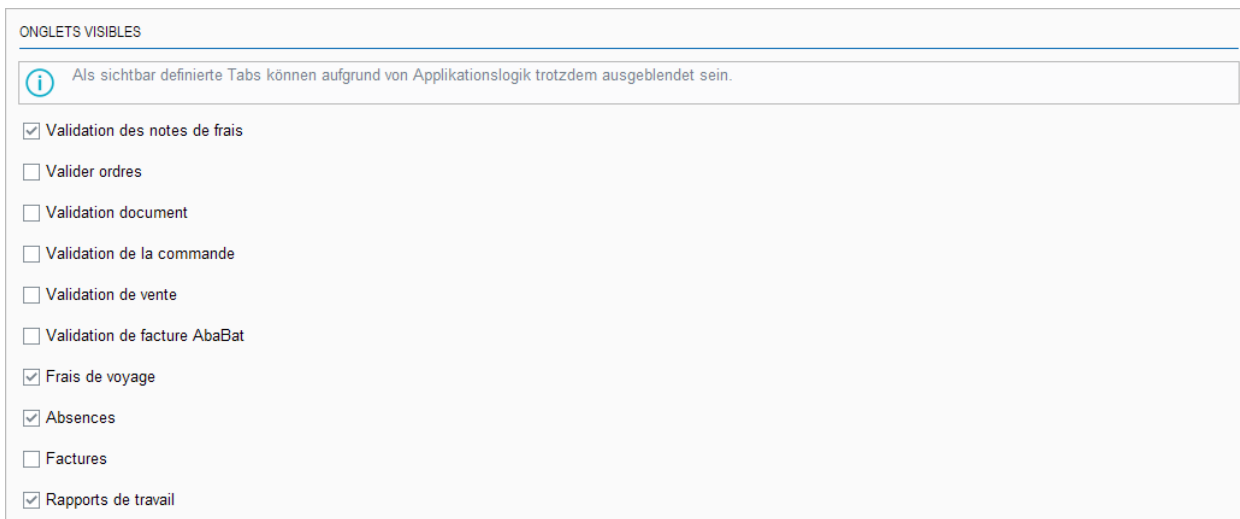 ONGLETS VISIBLES
Als sichtbar definierte Tabs können aufgrund von Applikationslogik trotzdem ausgeblendet sein.
Validation des notes de frais
Valider ordres
Validation document
Validation de la commande
Validation de vente
Validation de facture AbaBat
Frais de voyage
Absences
Factures
Rapports de travail